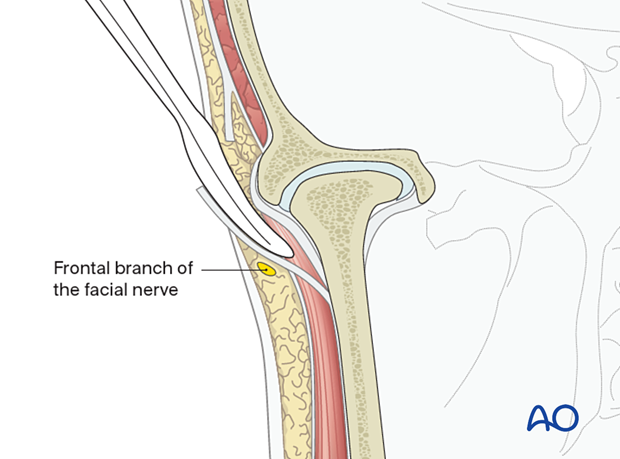 Frontal branch of
the facial nerve
AO